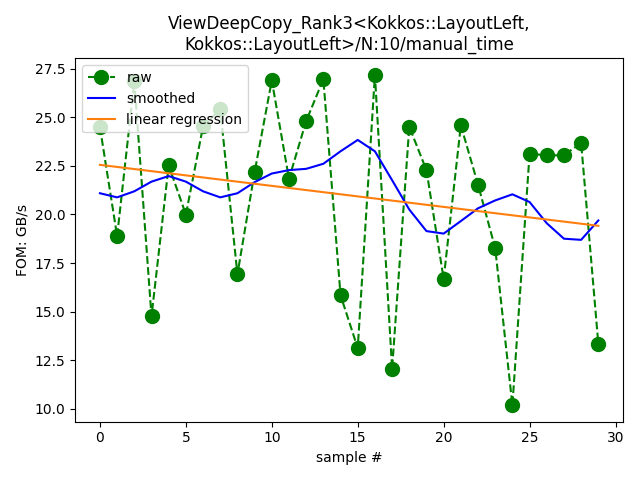 ViewDeepCopy_Rank3<Kokkos::LayoutLeft,
Kokkos::LayoutLeft>/N:10/manual_time
raw
smoothed
linear regression
FOM: GB/s
27.5
25.0
22.5
20.0
17.5
15.0
12.5
10.0
0
5
10
15
20
25
30
sample #